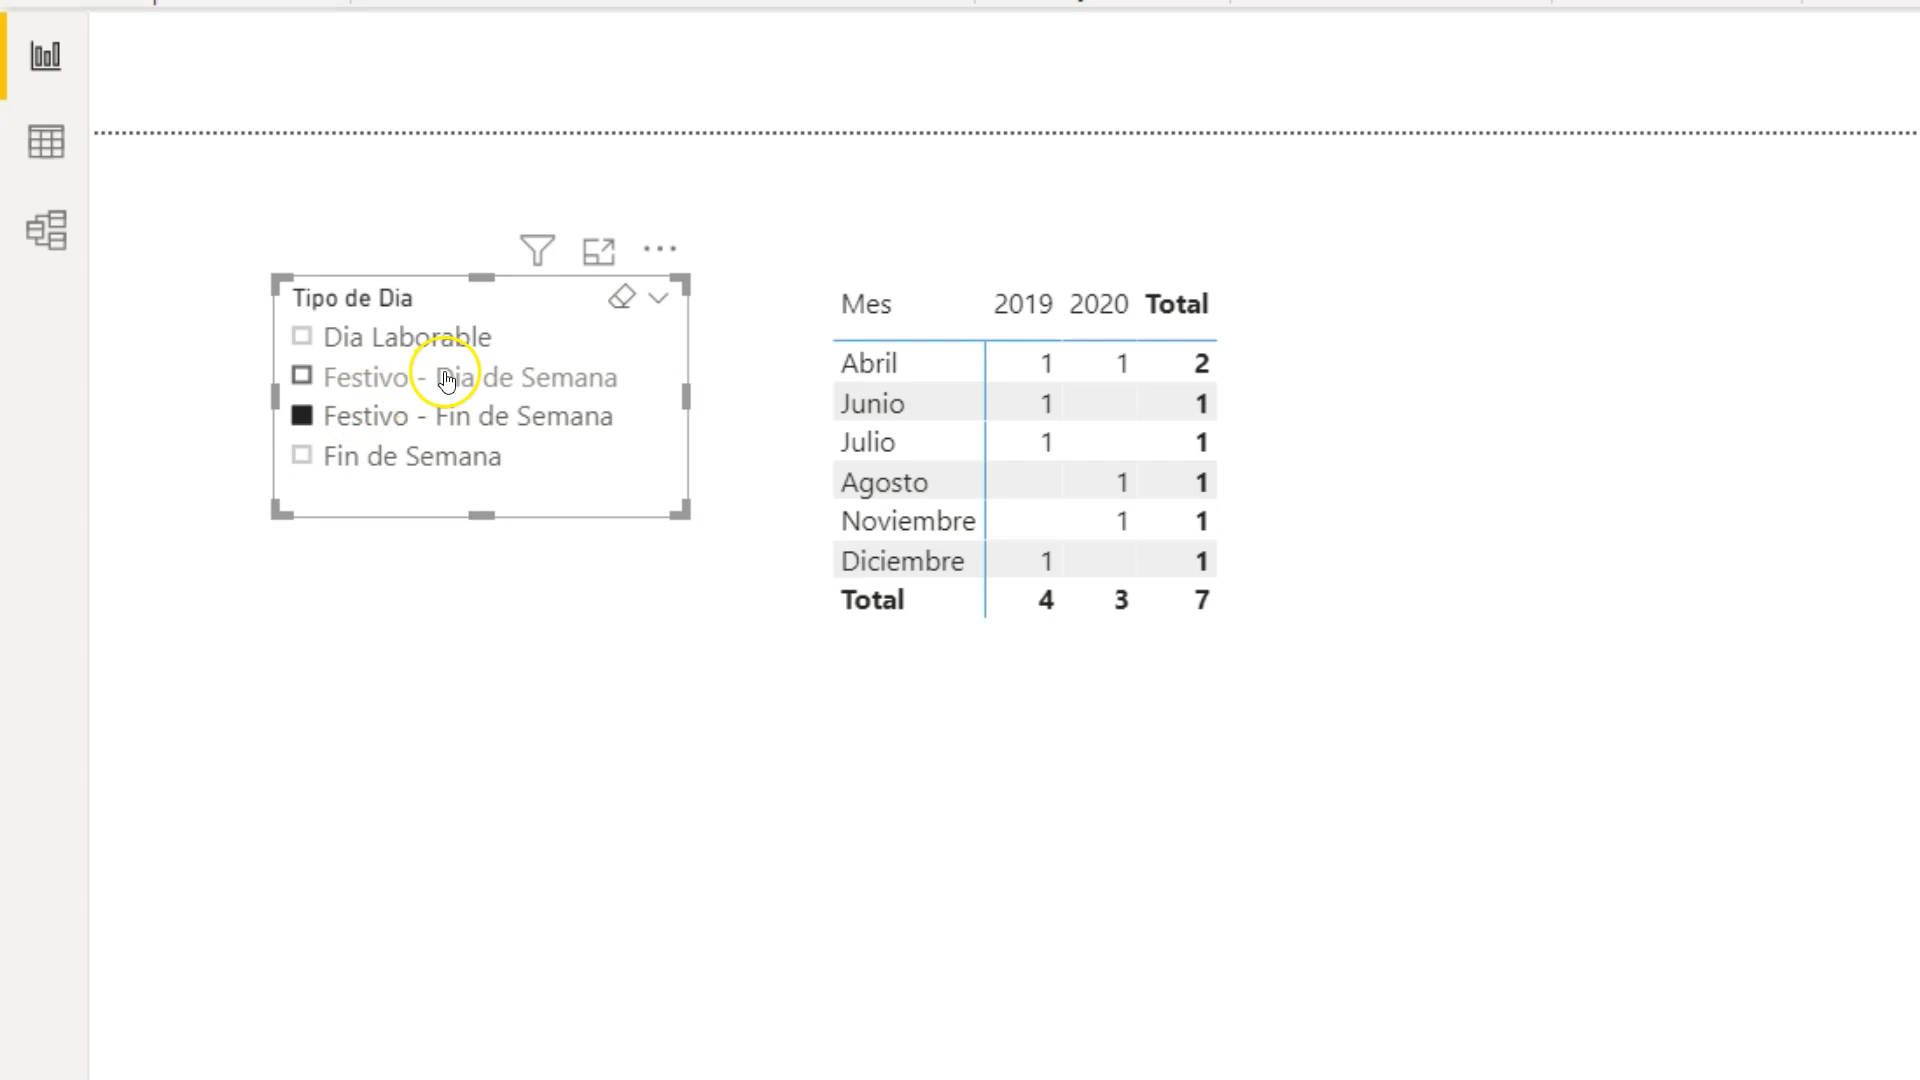 Tipo de Dia
Dia Laborable
Festivo - Dia de Semana
Festivo - Fin de Semana
Fin de Semana
Mes 2019 2020 Total
Abril 1 1 2
Junio 1 1
Julio 1 1
Agosto 1 1
Noviembre 1 1
Diciembre 1 1
Total 4 3 7